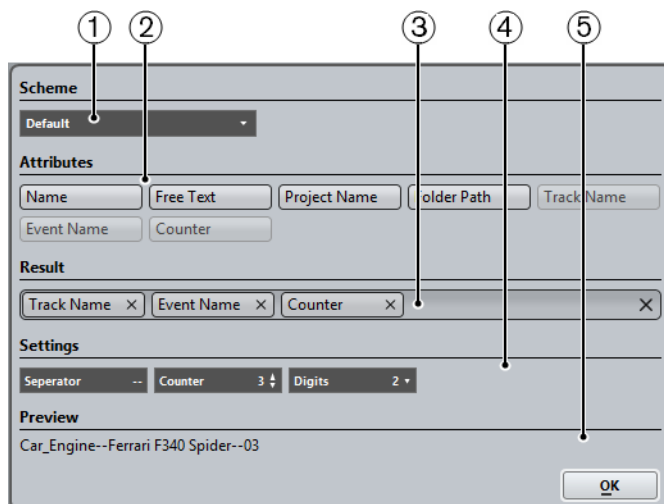 ① ② ③ ④ ⑤
Scheme
Default
Attributes
Name Free Text Project Name Folder Path Track Name
Event Name Counter
Result
Track Name × Event Name × Counter × ×
Settings
Seperator -- Counter 3 Digits 2
Preview
Car_Engine--Ferrari F340 Spider--03
OK